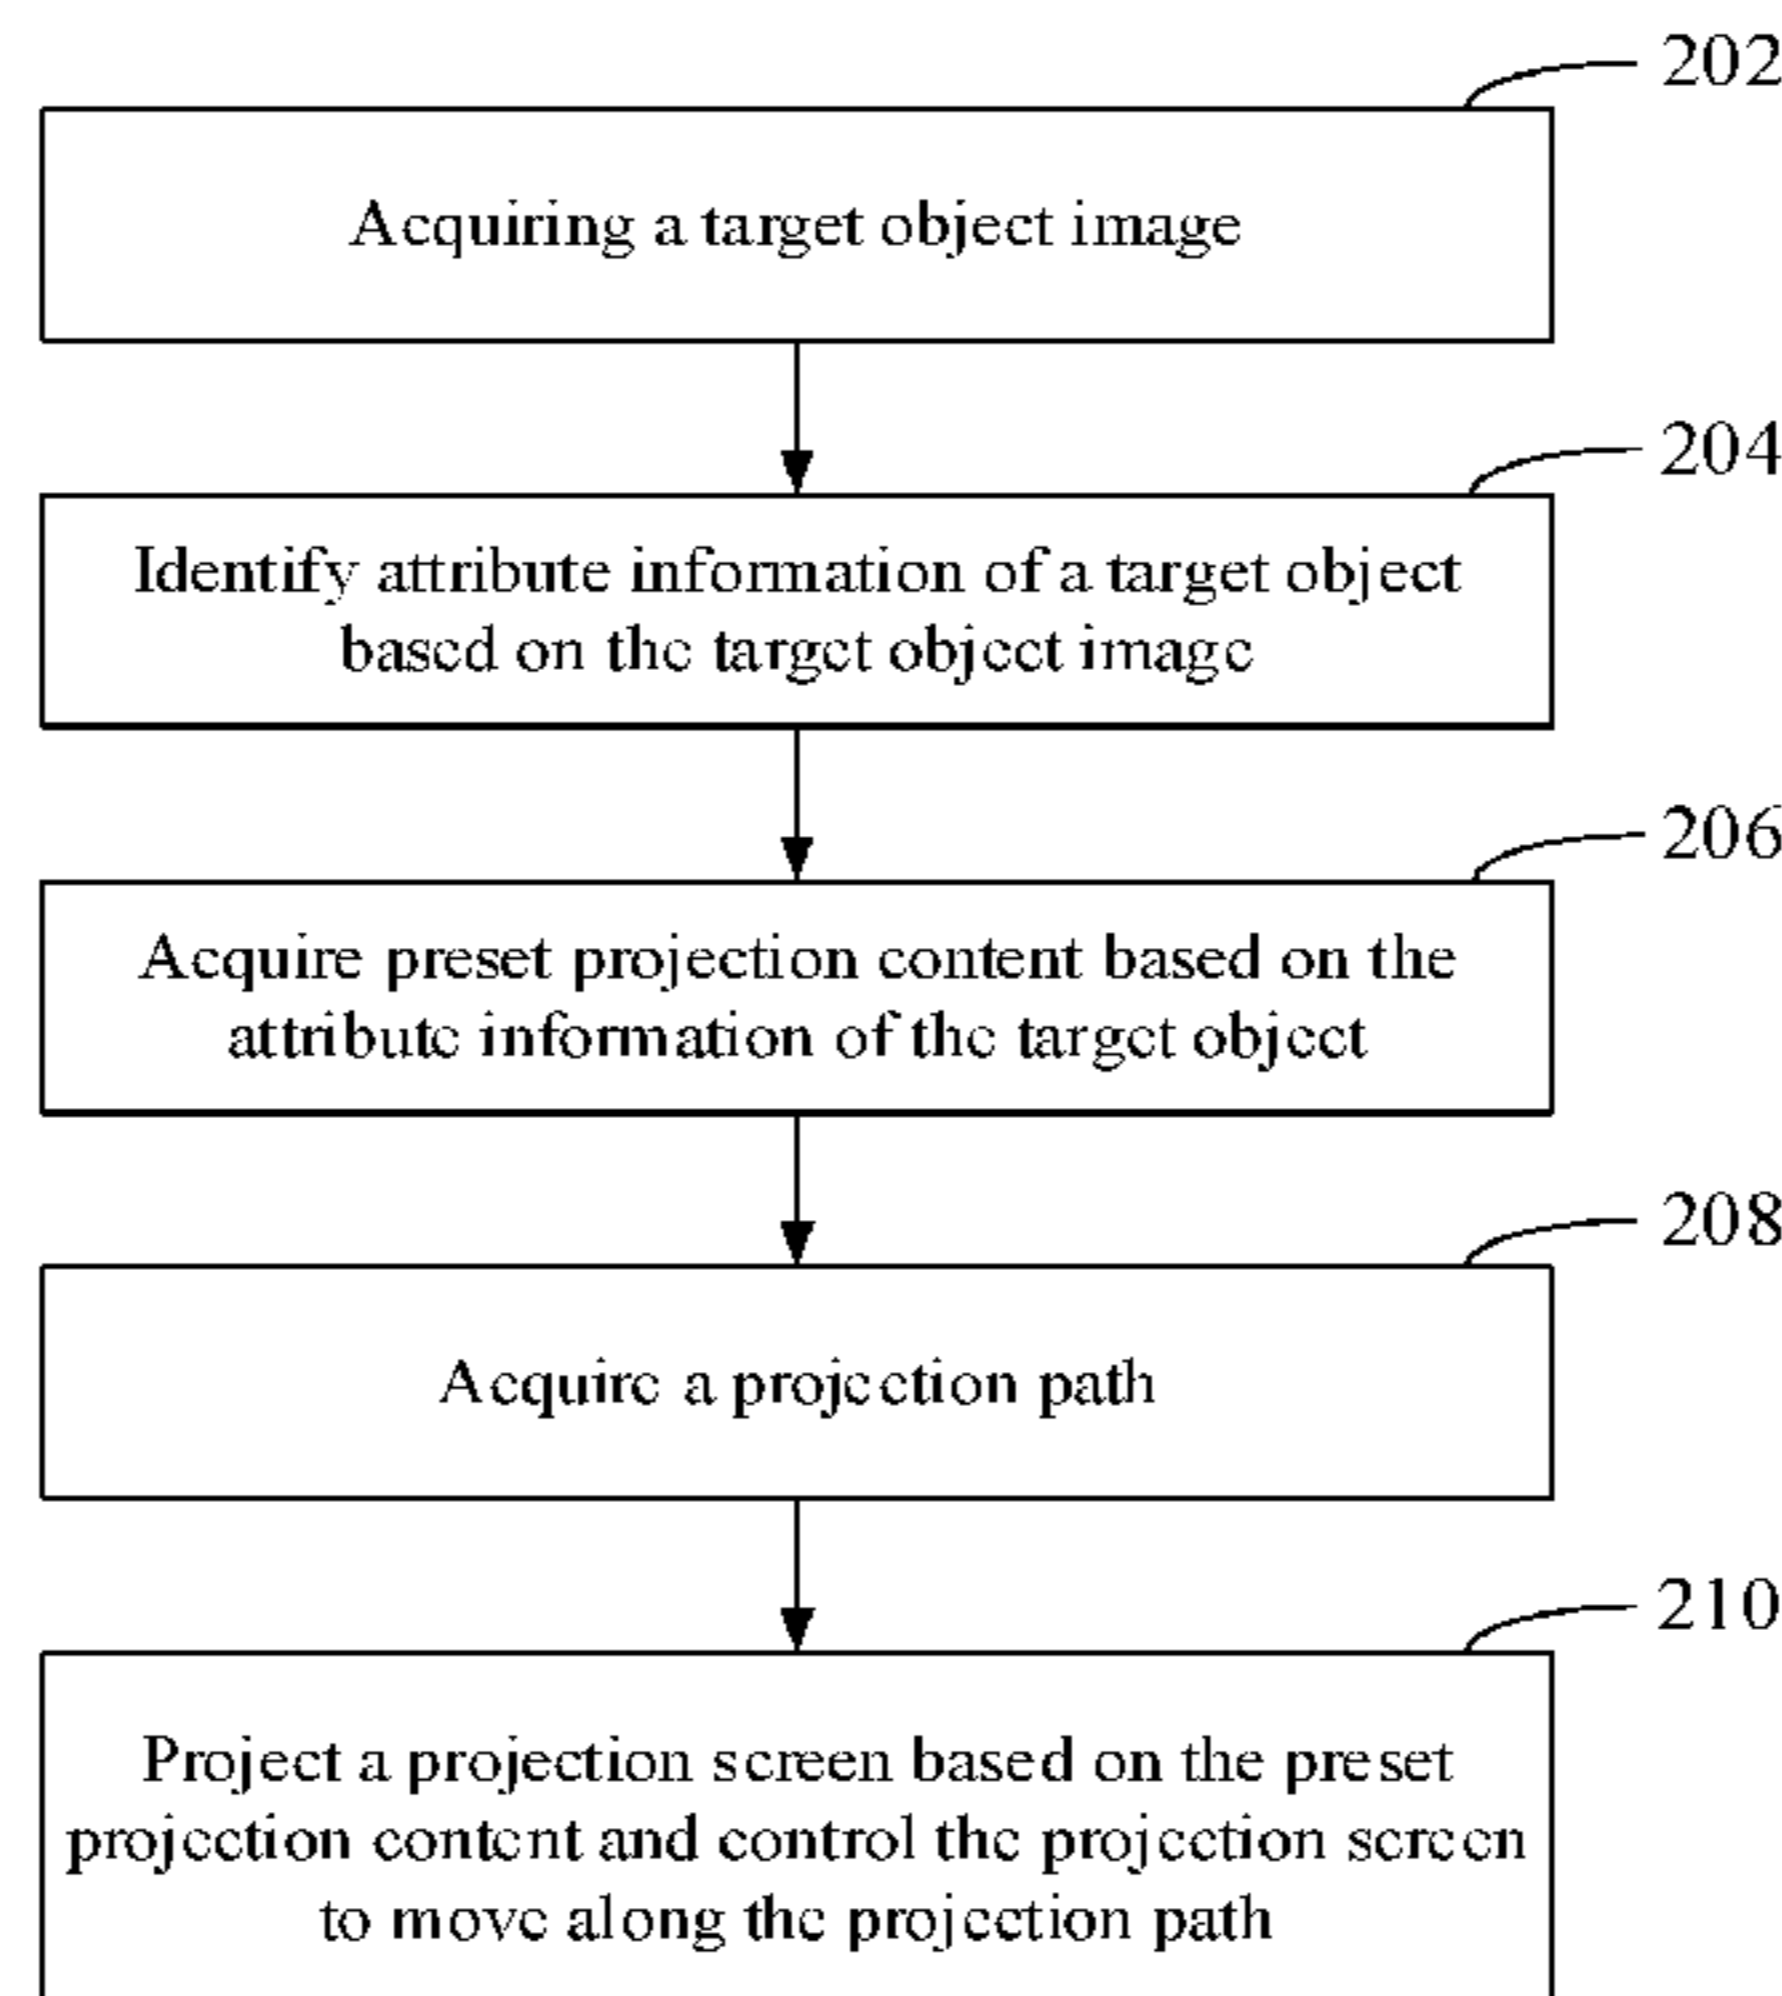 202
Acquiring a target object image
204
Identify attribute information of a target object
based on the target object image
206
Acquire preset projection content based on the
attribute information of the target object
208
Acquire a projection path
210
Project a projection screen based on the preset
projection content and control the projection screen
to move along the projection path